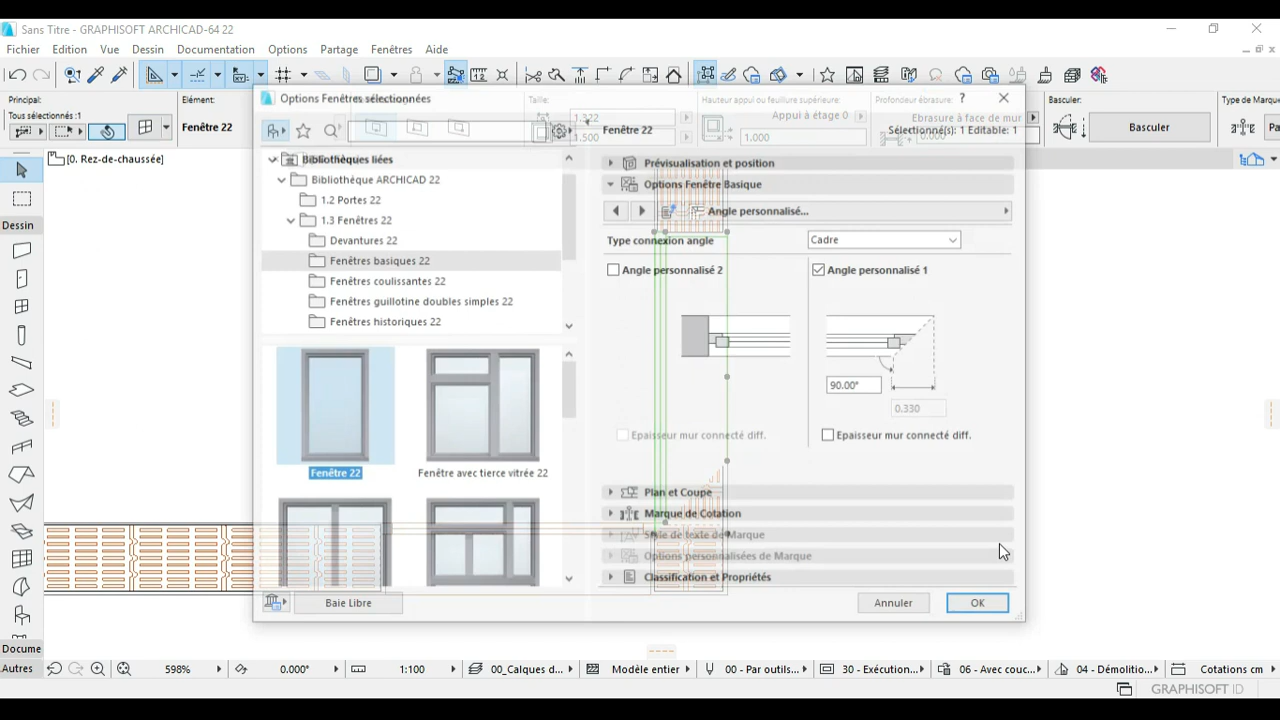 Sans Titre - GRAPHISOFT ARCHICAD-64 22
Fichier Edition Vue Dessin Documentation Options Partage Fenêtres Aide
Principal:
Tous sélectionnés : 1
Elément:
Fenêtre 22
Taille:
1.322
1.500
Hauteur appui ou feuillure supérieure:
Appui à étage 0
1.000
Profondeur ébrasure:
Ebrasure à face de mur
0.000
Basculer:
Basculer
Type de Marque
Pa
[0. Rez-de-chaussée]
Options Fenêtres sélectionnées
?
Fenêtre 22
Sélectionné(s): 1 Editable: 1
Bibliothèques liées
Bibliothèque ARCHICAD 22
1.2 Portes 22
1.3 Fenêtres 22
Devantures 22
Fenêtres basiques 22
Fenêtres coulissantes 22
Fenêtres guillotine doubles simples 22
Fenêtres historiques 22
Fenêtre 22
Fenêtre avec tierce vitrée 22
Baie Libre
Prévisualisation et position
Options Fenêtre Basique
Angle personnalisé...
Type connexion angle
Cadre
Angle personnalisé 2
Angle personnalisé 1
90.00°
0.330
Epaisseur mur connecté diff.
Epaisseur mur connecté diff.
Plan et Coupe
Marque de Cotation
Style de texte de Marque
Options personnalisées de Marque
Classification et Propriétés
Annuler
OK
Dessin
Docume
Autres
598%
0.000°
1:100
00_Calques d...
Modèle entier
00 - Par outils...
30 - Exécution...
06 - Avec couc...
04 - Démolitio...
Cotations cm
GRAPHISOFT ID